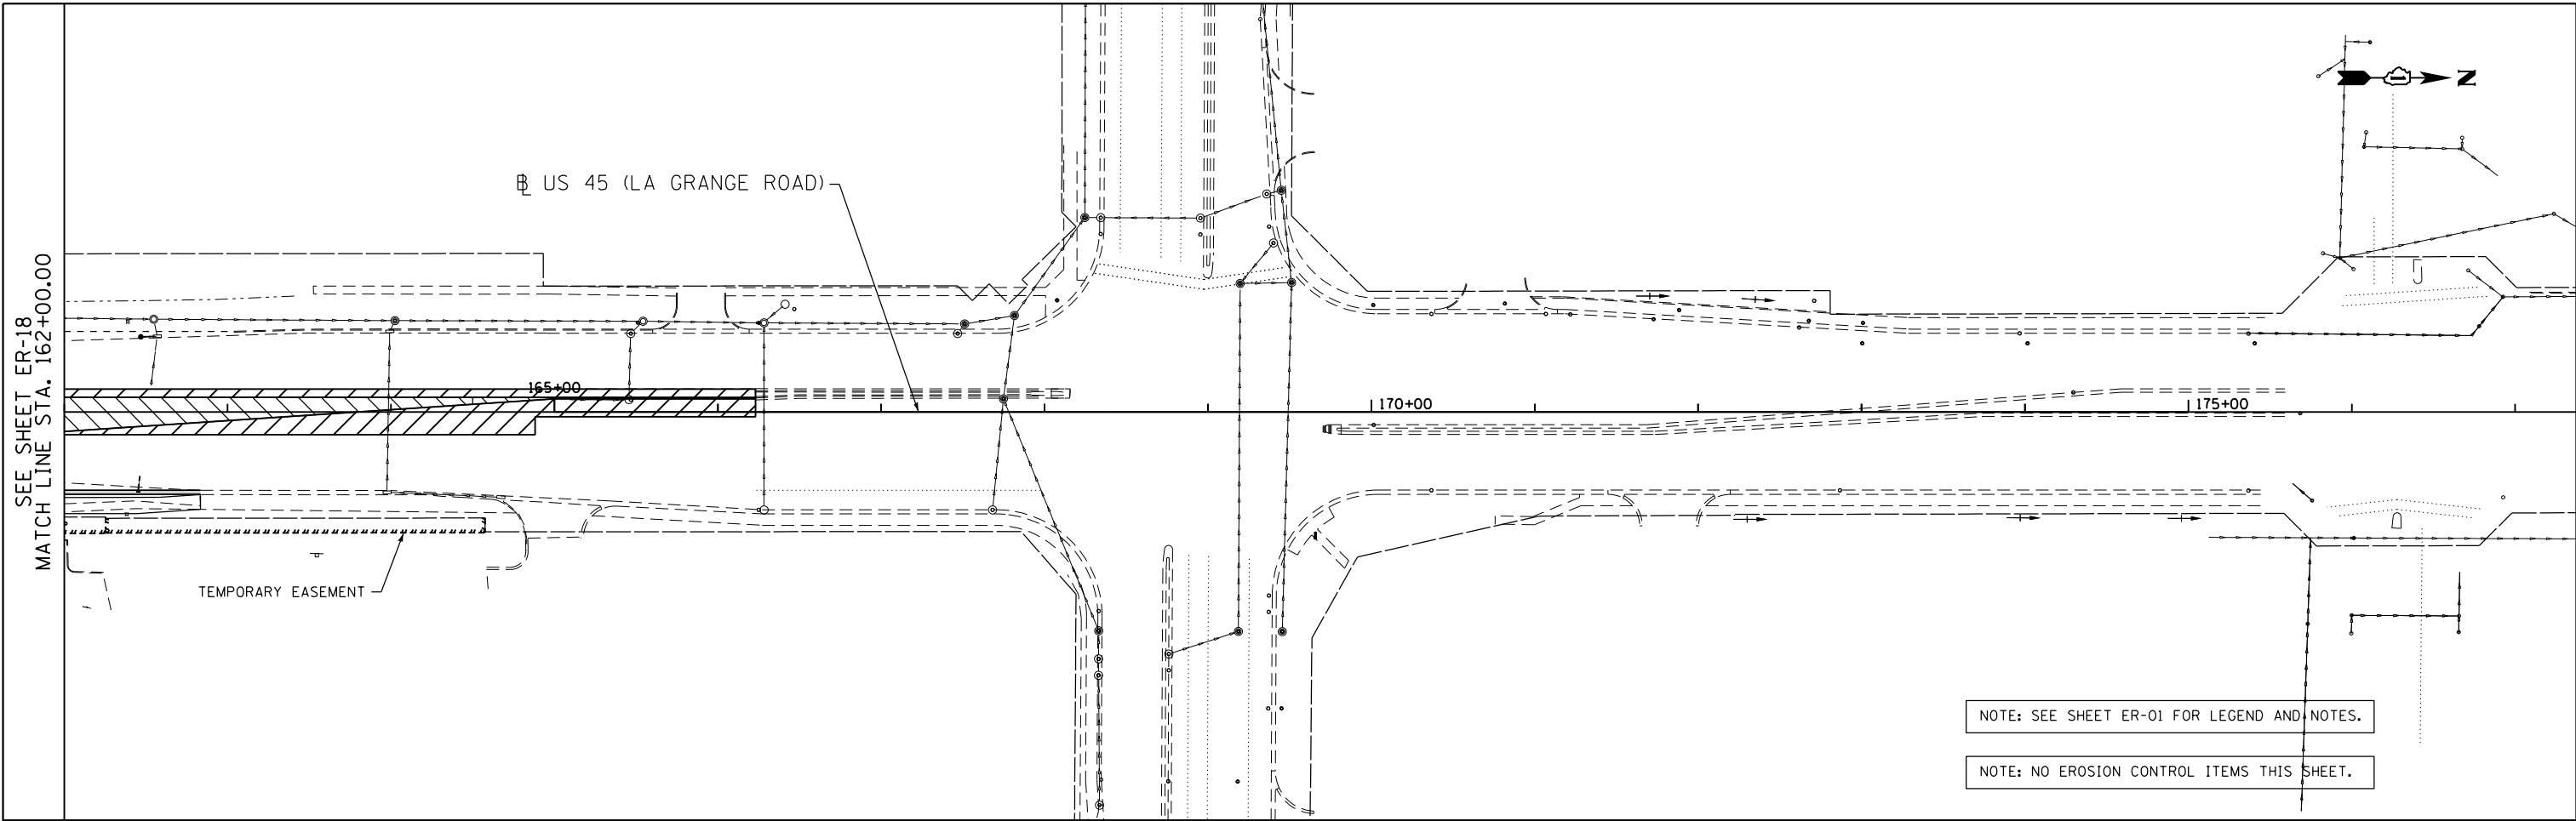 SEE SHEET ER-18
MATCH LINE STA. 162+00.00
℄ US 45 (LA GRANGE ROAD)
N
165+00
170+00
175+00
TEMPORARY EASEMENT
NOTE: SEE SHEET ER-01 FOR LEGEND AND NOTES.
NOTE: NO EROSION CONTROL ITEMS THIS SHEET.